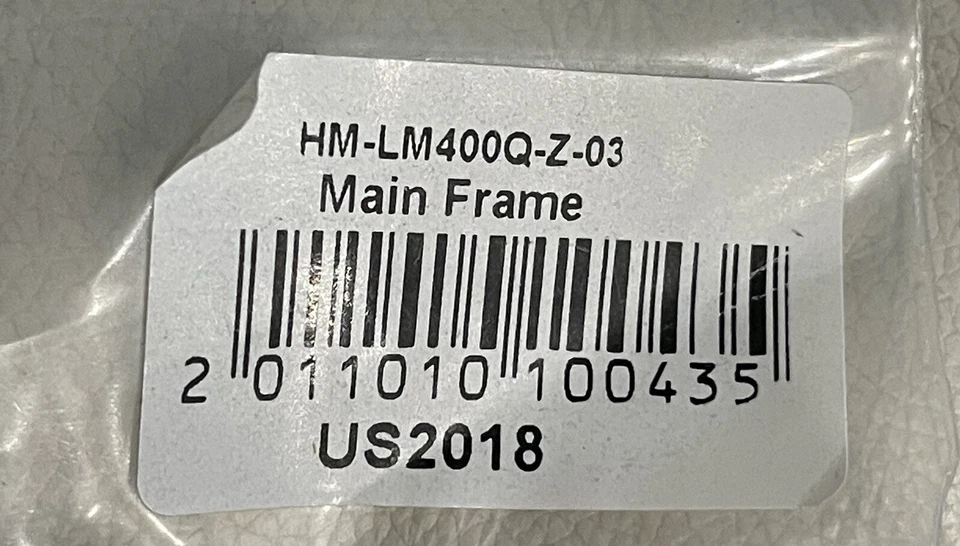 HM-LM400Q-Z-03
Main Frame
2 011010 100435
US2018